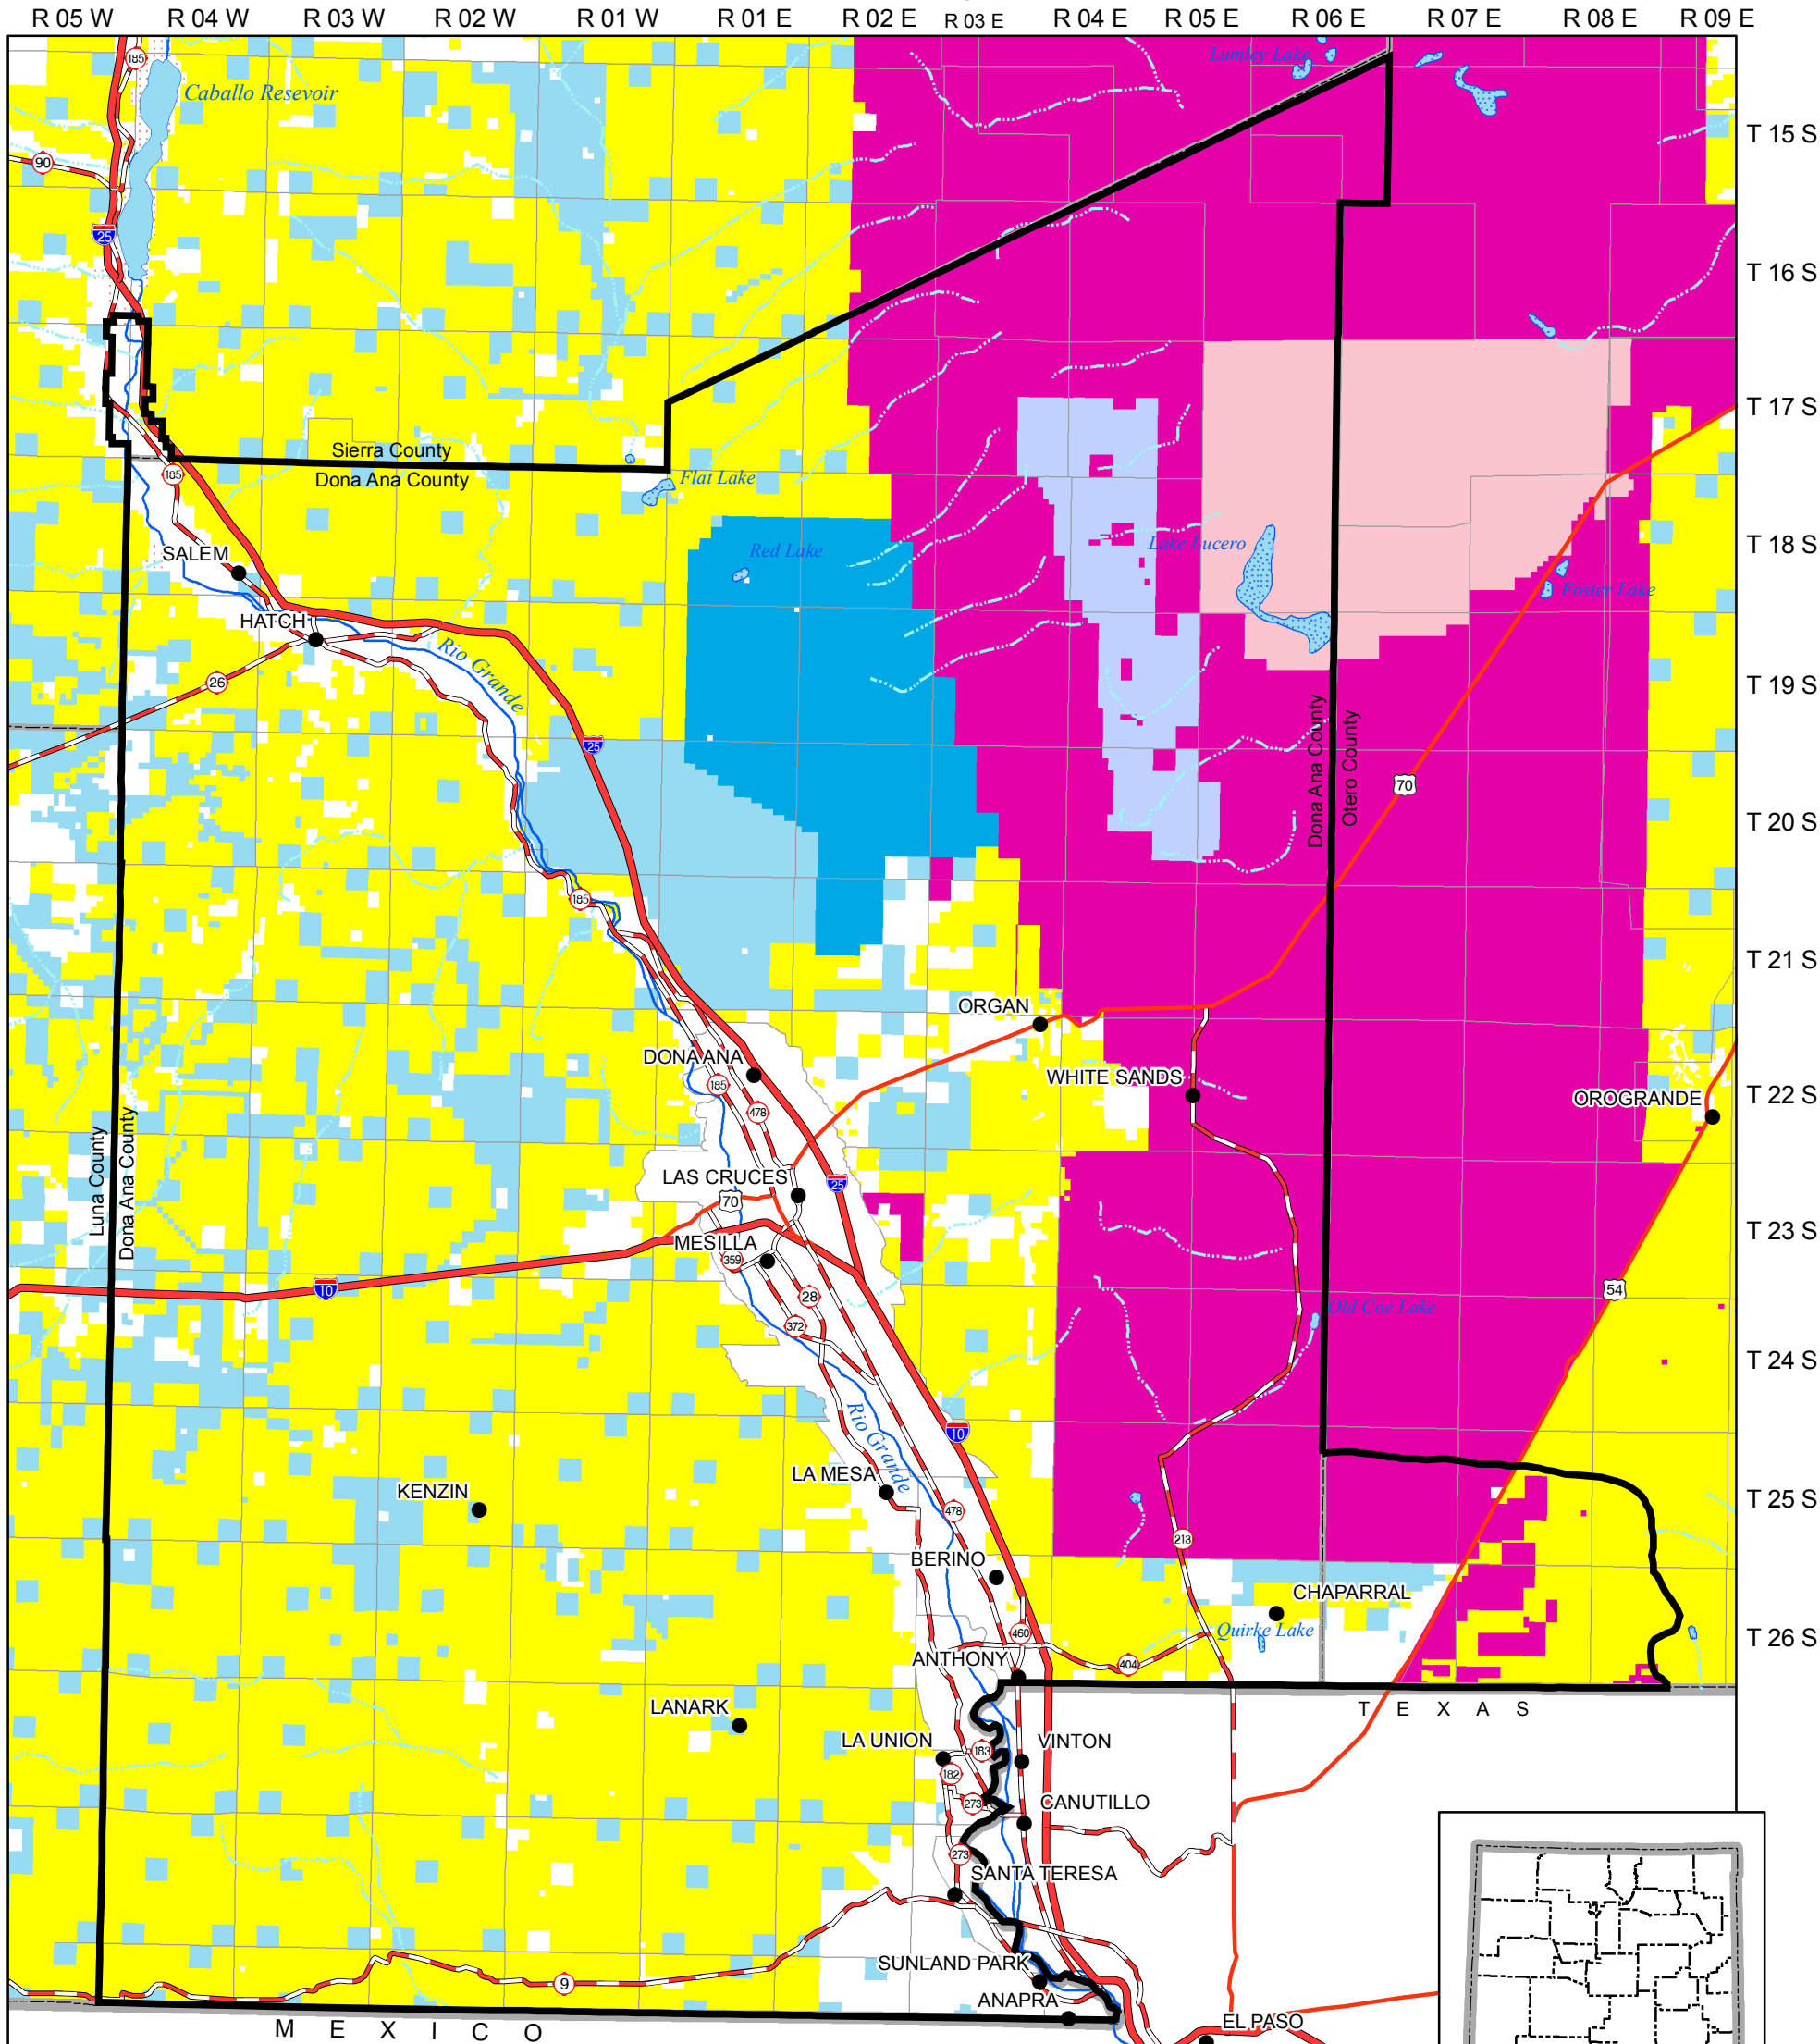 R 05 W R 04 W R 03 W R 02 W R 01 W R 01 E R 02 E R 03 E R 04 E R 05 E R 06 E R 07 E R 08 E R 09 E
185
Lumley Lake
Caballo Resevoir
T 15 S
90
25
T 16 S
T 17 S
Sierra County
Dona Ana County
185
Flat Lake
SALEM
Red Lake
Lake Lucero
T 18 S
Foster Lake
HATCH
Rio Grande
26
T 19 S
25
Dona Ana County
Otero County
70
T 20 S
185
T 21 S
ORGAN
DONA ANA
185
WHITE SANDS
478
OROGRANDE
T 22 S
Luna County
Dona Ana County
LAS CRUCES
25
70
T 23 S
MESILLA
359
10
28
54
372
Old Coe Lake
T 24 S
Rio Grande
10
LA MESA
KENZIN
478
T 25 S
213
BERINO
CHAPARRAL
460
Quirke Lake
T 26 S
ANTHONY
404
LANARK
TEXAS
LA UNION
183
VINTON
182
273
CANUTILLO
273
SANTA TERESA
SUNLAND PARK
9
ANAPRA
MEXICO
EL PASO